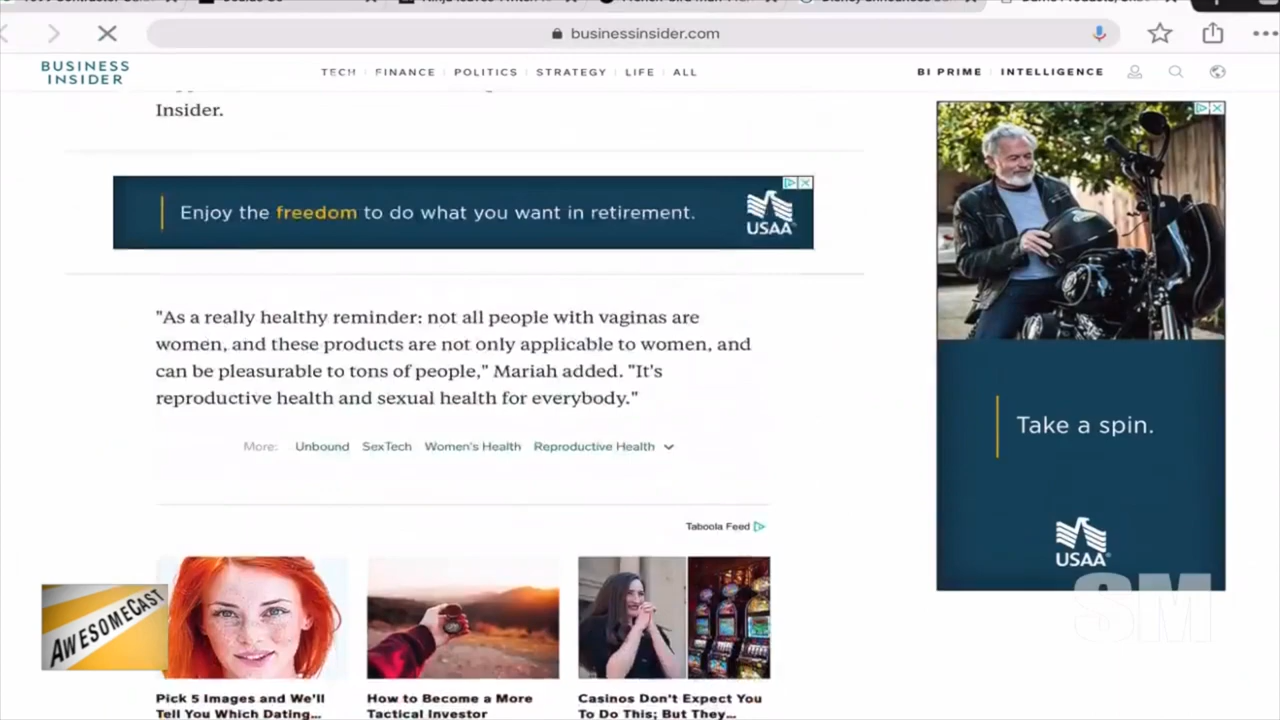 businessinsider.com
BUSINESS
INSIDER
TECH FINANCE POLITICS STRATEGY LIFE ALL
BI PRIME INTELLIGENCE
Insider.
Enjoy the freedom to do what you want in retirement.
USAA
"As a really healthy reminder: not all people with vaginas are
women, and these products are not only applicable to women, and
can be pleasurable to tons of people," Mariah added. "It's
reproductive health and sexual health for everybody."
More: Unbound SexTech Women's Health Reproductive Health
Taboola Feed
Take a spin.
USAA
SM
AWESOMECAST
Pick 5 Images and We'll
Tell You Which Dating...
How to Become a More
Tactical Investor
Casinos Don't Expect You
To Do This; But They...